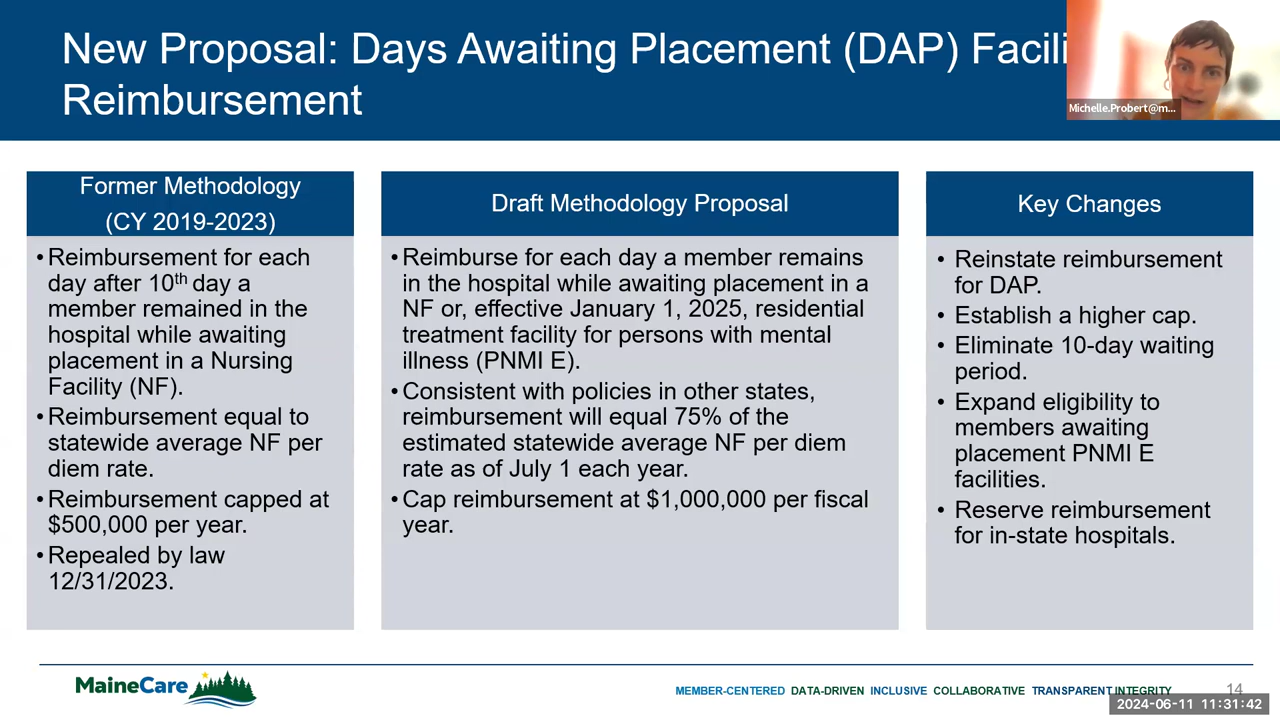 New Proposal: Days Awaiting Placement (DAP) Facili
Reimbursement
Michelle.Probert@m...
Former Methodology
(CY 2019-2023)
• Reimbursement for each
day after 10th day a
member remained in the
hospital while awaiting
placement in a Nursing
Facility (NF).
• Reimbursement equal to
statewide average NF per
diem rate.
• Reimbursement capped at
$500,000 per year.
• Repealed by law
12/31/2023.
Draft Methodology Proposal
• Reimburse for each day a member remains
in the hospital while awaiting placement in a
NF or, effective January 1, 2025, residential
treatment facility for persons with mental
illness (PNMI E).
• Consistent with policies in other states,
reimbursement will equal 75% of the
estimated statewide average NF per diem
rate as of July 1 each year.
• Cap reimbursement at $1,000,000 per fiscal
year.
Key Changes
• Reinstate reimbursement
for DAP.
• Establish a higher cap.
• Eliminate 10-day waiting
period.
• Expand eligibility to
members awaiting
placement PNMI E
facilities.
• Reserve reimbursement
for in-state hospitals.
MaineCare
MEMBER-CENTERED DATA-DRIVEN INCLUSIVE COLLABORATIVE TRANSPARENT INTEGRITY
14
2024-06-11 11:31:42